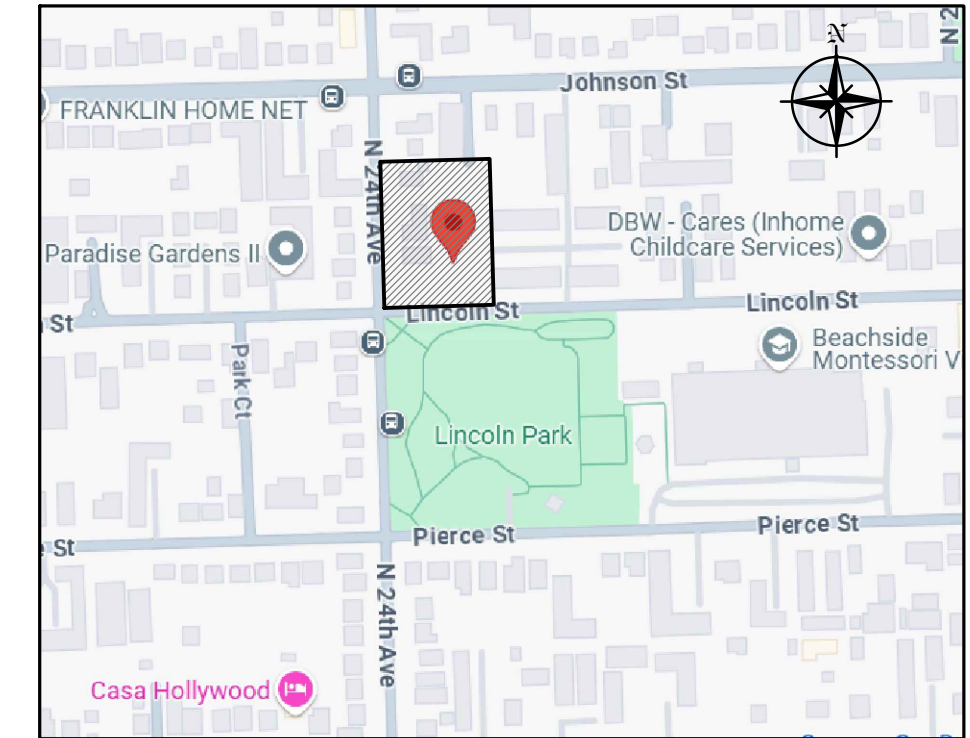 N
N 2
Johnson St
FRANKLIN HOME NET
N 24th Ave
DBW - Cares (Inhome
Childcare Services)
Paradise Gardens II
Lincoln St
Lincoln St
St
Beachside
Montessori V
Park Ct
Lincoln Park
Pierce St
Pierce St
St
N 24th Ave
Casa Hollywood